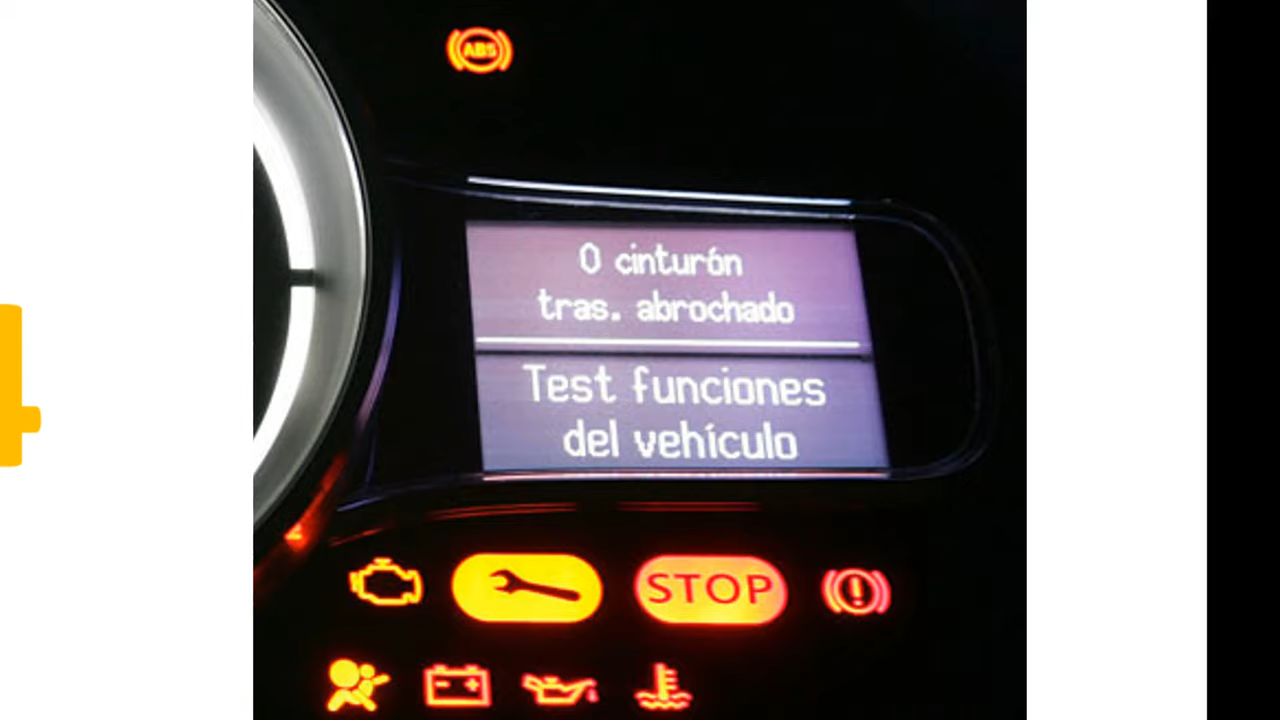 ABS
0 cinturón
tras. abrochado
Test funciones
del vehículo
STOP